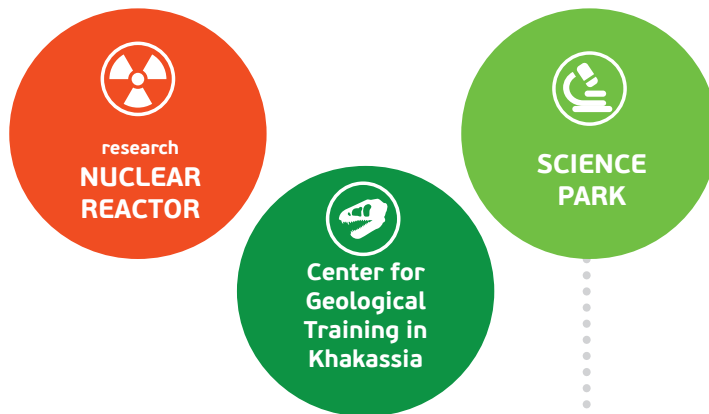 research
NUCLEAR
REACTOR
SCIENCE
PARK
Center for
Geological
Training in
Khakassia